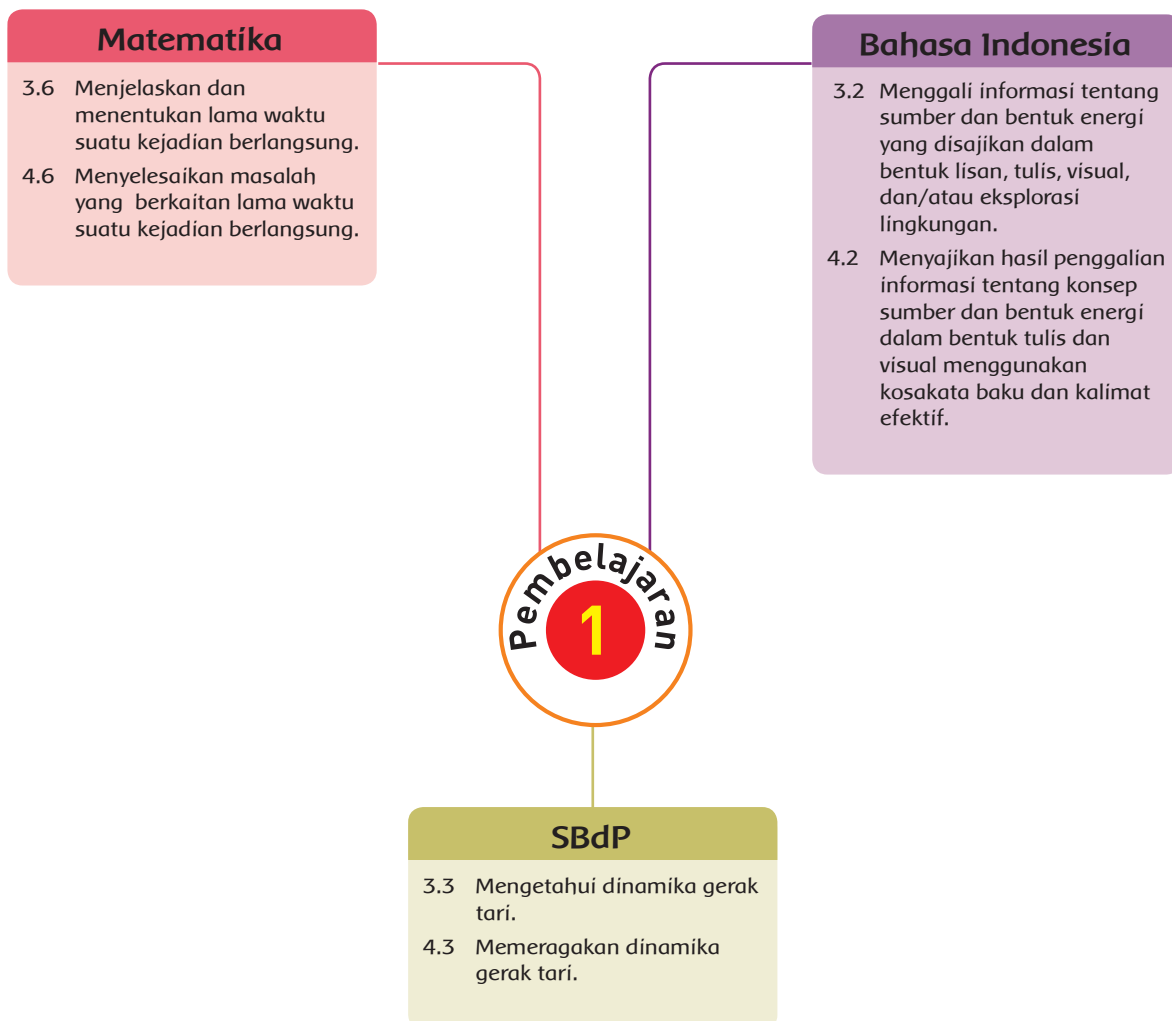 Matematika
3.6 Menjelaskan dan
menentukan lama waktu
suatu kejadian berlangsung.
4.6 Menyelesaikan masalah
yang berkaitan lama waktu
suatu kejadian berlangsung.
Bahasa Indonesia
3.2 Menggali informasi tentang
sumber dan bentuk energi
yang disajikan dalam
bentuk lisan, tulis, visual,
dan/atau eksplorasi
lingkungan.
4.2 Menyajikan hasil penggalian
informasi tentang konsep
sumber dan bentuk energi
dalam bentuk tulis dan
visual menggunakan
kosakata baku dan kalimat
efektif.
Pembelajaran
1
SBdP
3.3 Mengetahui dinamika gerak
tari.
4.3 Memeragakan dinamika
gerak tari.